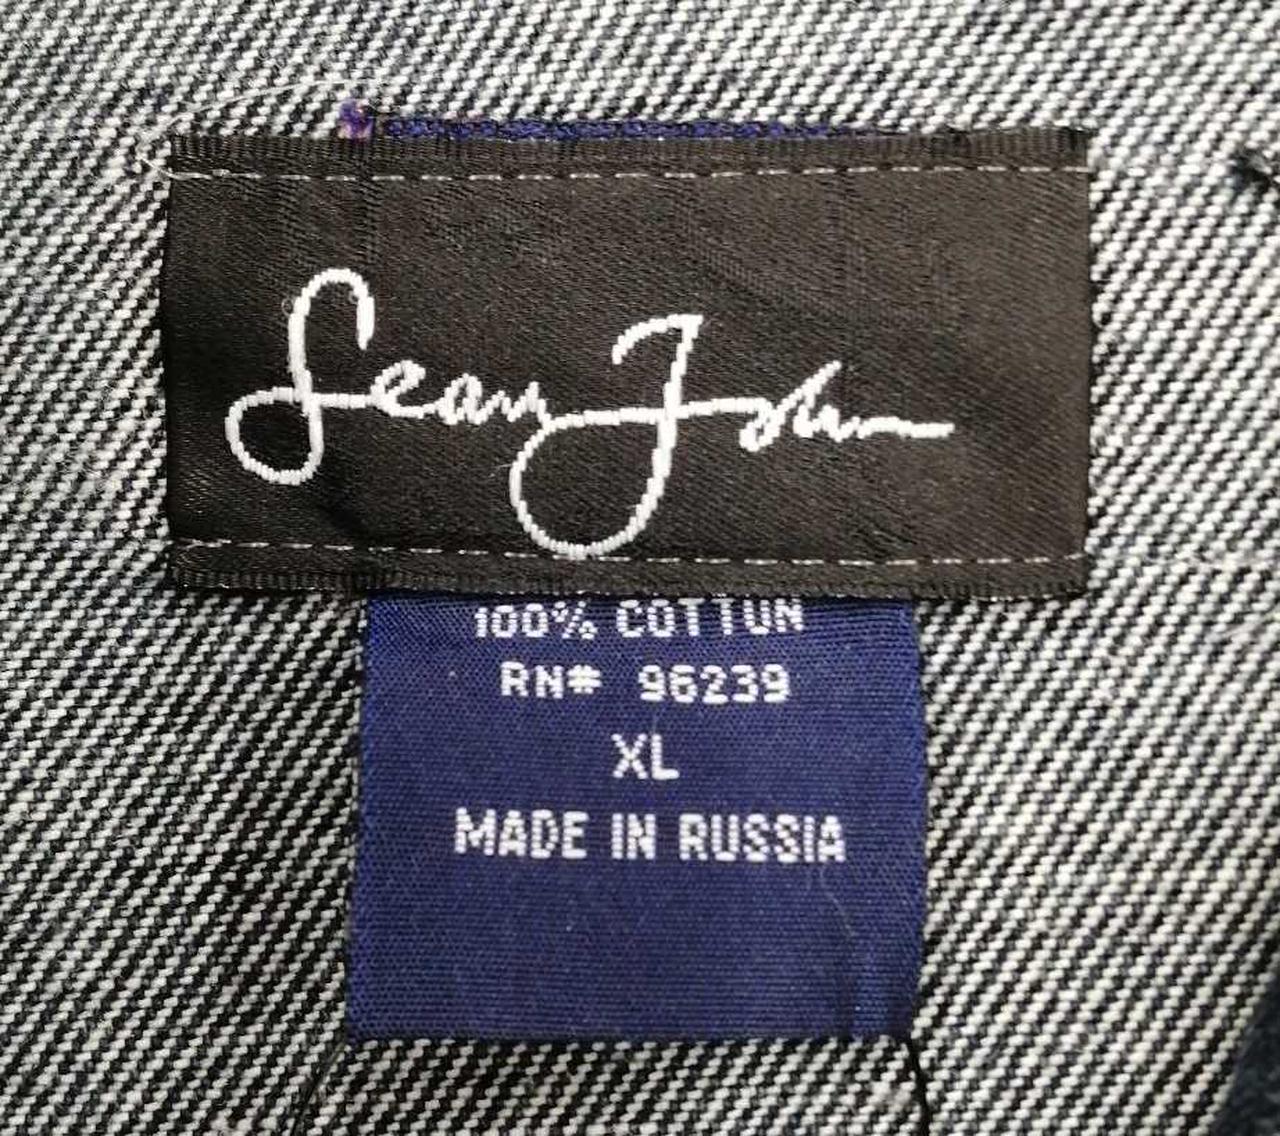 Sean John
100% COTTON
RN# 96239
XL
MADE IN RUSSIA